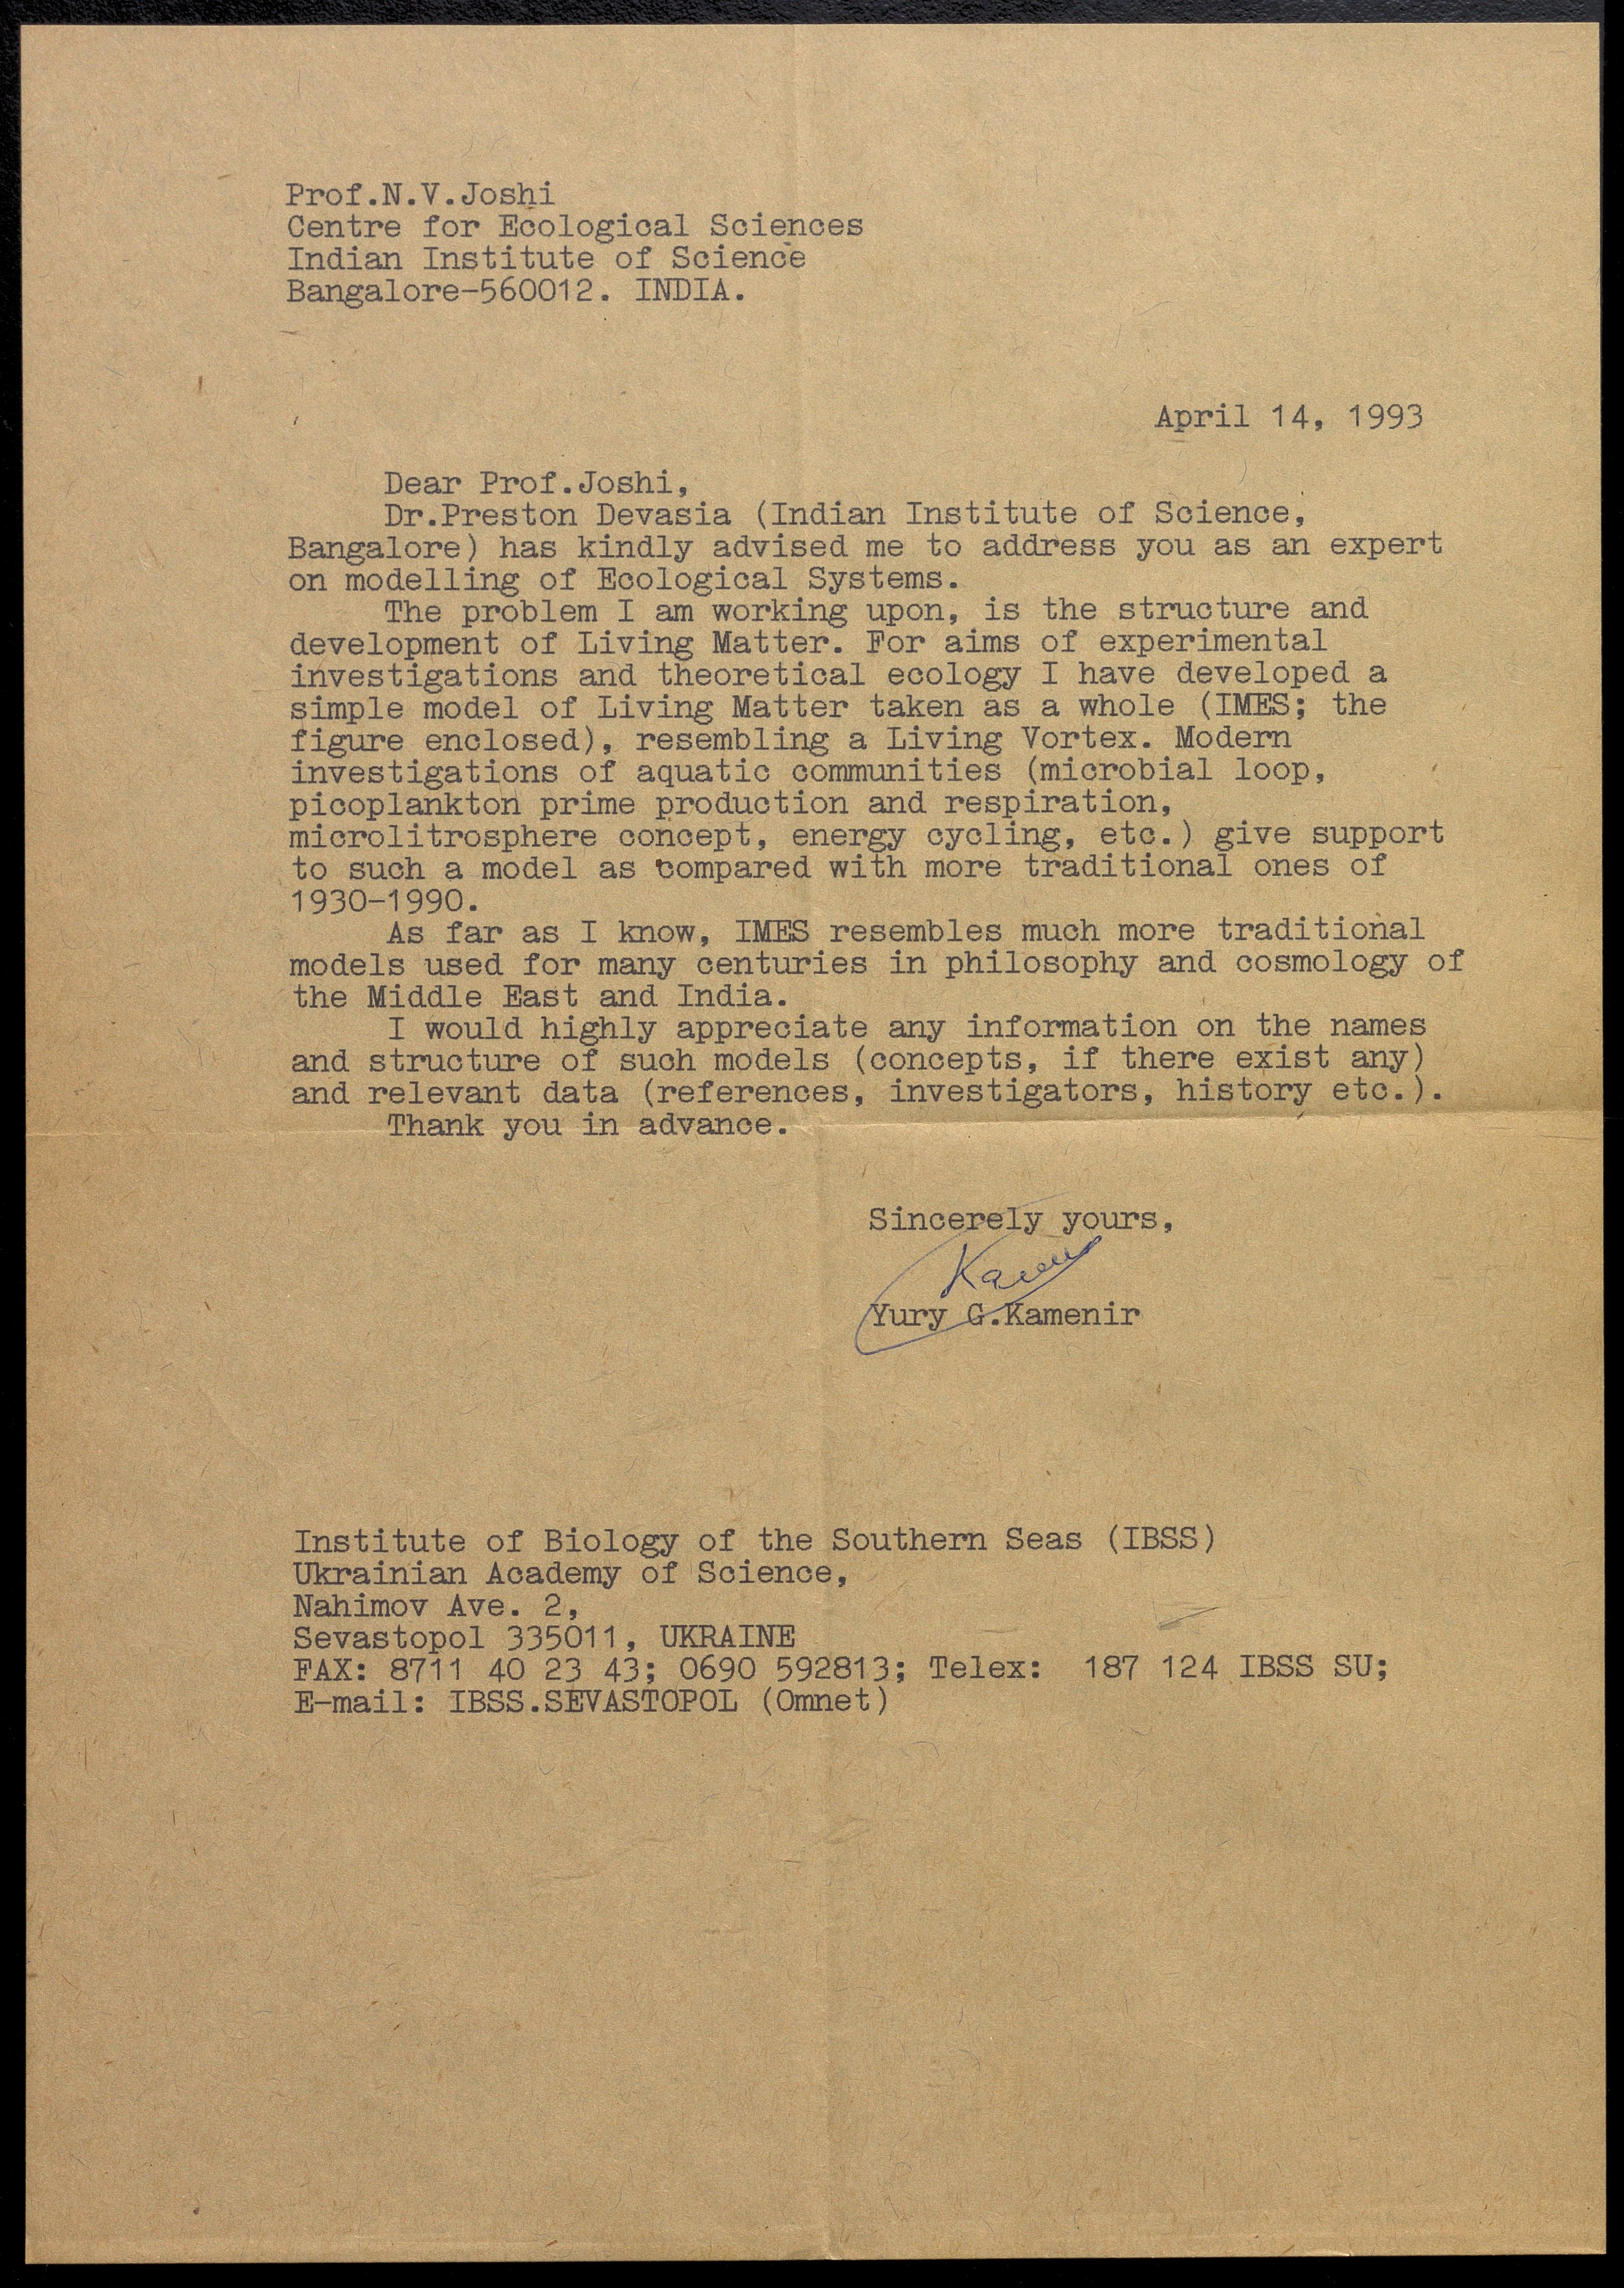 Prof.N.V.Joshi
Centre for Ecological Sciences
Indian Institute of Science
Bangalore-560012. INDIA.
April 14, 1993
Dear Prof.Joshi,
Dr.Preston Devasia (Indian Institute of Science,
Bangalore) has kindly advised me to address you as an expert
on modelling of Ecological Systems.
The problem I am working upon, is the structure and
development of Living Matter. For aims of experimental
investigations and theoretical ecology I have developed a
simple model of Living Matter taken as a whole (IMES; the
figure enclosed), resembling a Living Vortex. Modern
investigations of aquatic communities (microbial loop,
picoplankton prime production and respiration,
microlitrosphere concept, energy cycling, etc.) give support
to such a model as compared with more traditional ones of
1930-1990.
As far as I know, IMES resembles much more traditional
models used for many centuries in philosophy and cosmology of
the Middle East and India.
I would highly appreciate any information on the names
and structure of such models (concepts, if there exist any)
and relevant data (references, investigators, history etc.).
Thank you in advance.
Sincerely yours,
Yury G.Kamenir
Institute of Biology of the Southern Seas (IBSS)
Ukrainian Academy of Science,
Nahimov Ave. 2,
Sevastopol 335011, UKRAINE
FAX: 8711 40 23 43; 0690 592813; Telex: 187 124 IBSS SU;
E-mail: IBSS.SEVASTOPOL (Omnet)